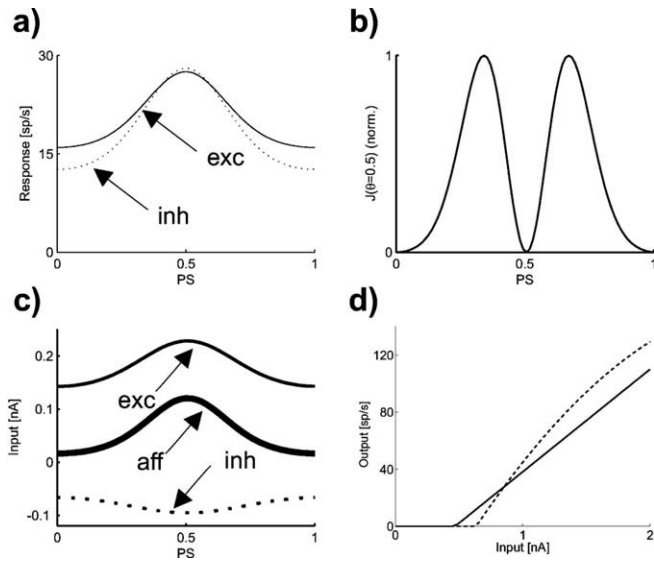 a)
30
15
0
Response [sp/s]
exc
inh
0
0.5
1
PS
b)
1
0
J(θ=0.5) (norm.)
0
0.5
1
PS
c)
0.2
0.1
0
-0.1
Input [nA]
exc
aff
inh
0
0.5
1
PS
d)
120
80
40
0
Output [sp/s]
0
1
2
Input [nA]